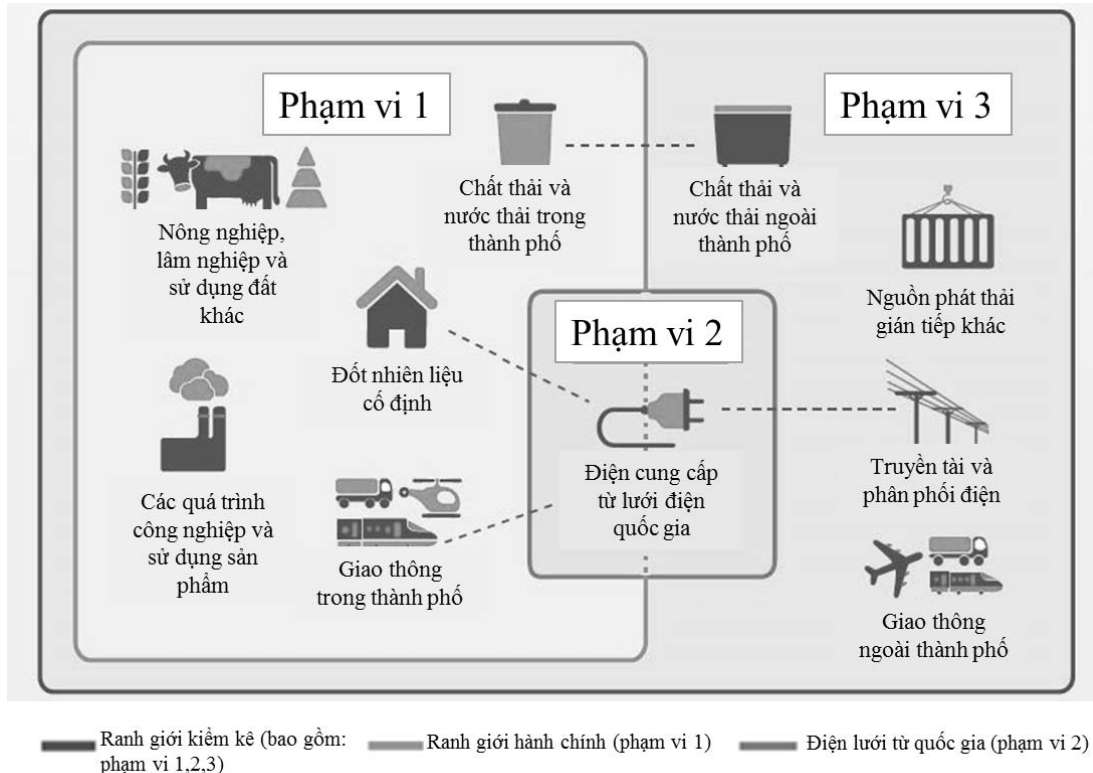 Phạm vi 1
Phạm vi 3
Nông nghiệp,
lâm nghiệp và
sử dụng đất
khác
Chất thải và
nước thải trong
thành phố
Chất thải và
nước thải ngoài
thành phố
Nguồn phát thải
gián tiếp khác
Phạm vi 2
Đốt nhiên liệu
cố định
Điện cung cấp
từ lưới điện
quốc gia
Truyền tải và
phân phối điện
Các quá trình
công nghiệp và
sử dụng sản
phẩm
Giao thông
trong thành phố
Giao thông
ngoài thành phố
Ranh giới kiểm kê (bao gồm:
phạm vi 1,2,3)
Ranh giới hành chính (phạm vi 1)
Điện lưới từ quốc gia (phạm vi 2)